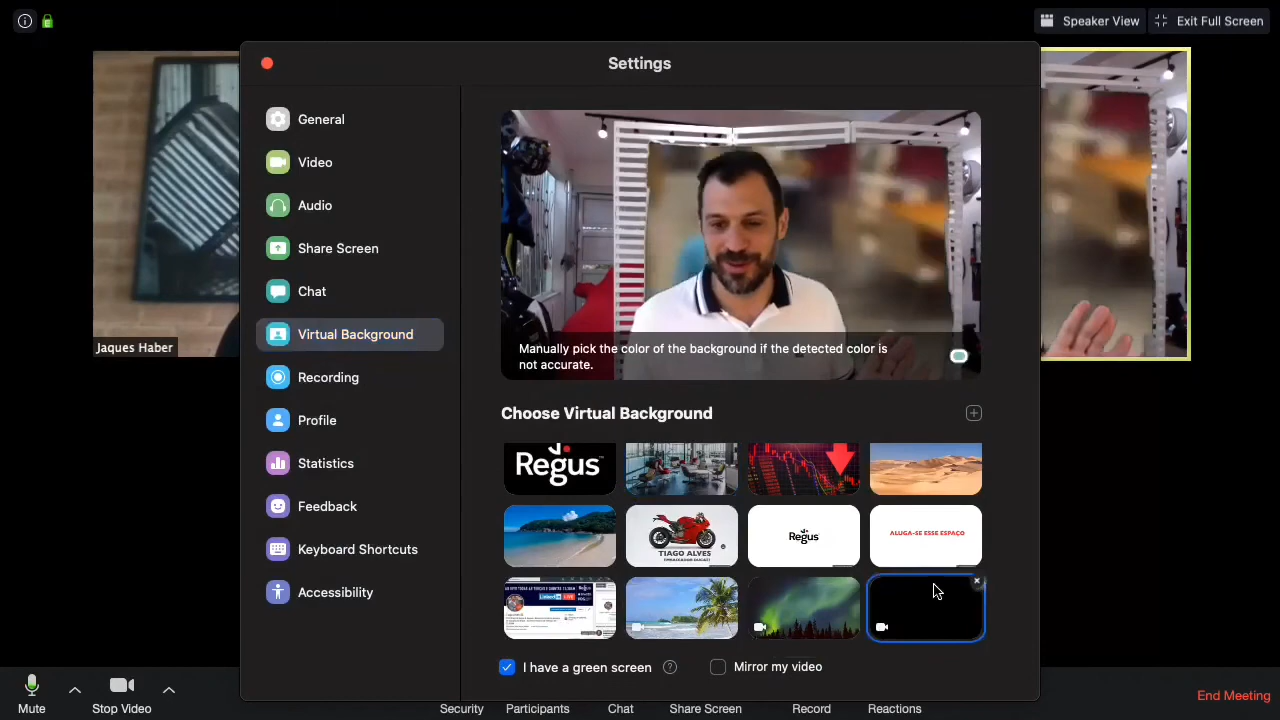 Speaker View
Exit Full Screen
Settings
General
Video
Audio
Share Screen
Chat
Virtual Background
Recording
Profile
Statistics
Feedback
Keyboard Shortcuts
Accessibility
Jaques Haber
Manually pick the color of the background if the detected color is
not accurate.
Choose Virtual Background
Regus
TIAGO ALVES
Regus
ALUGA-SE ESSE ESPAÇO
I have a green screen
Mirror my video
Mute
Stop Video
Security
Participants
Chat
Share Screen
Record
Reactions
End Meeting